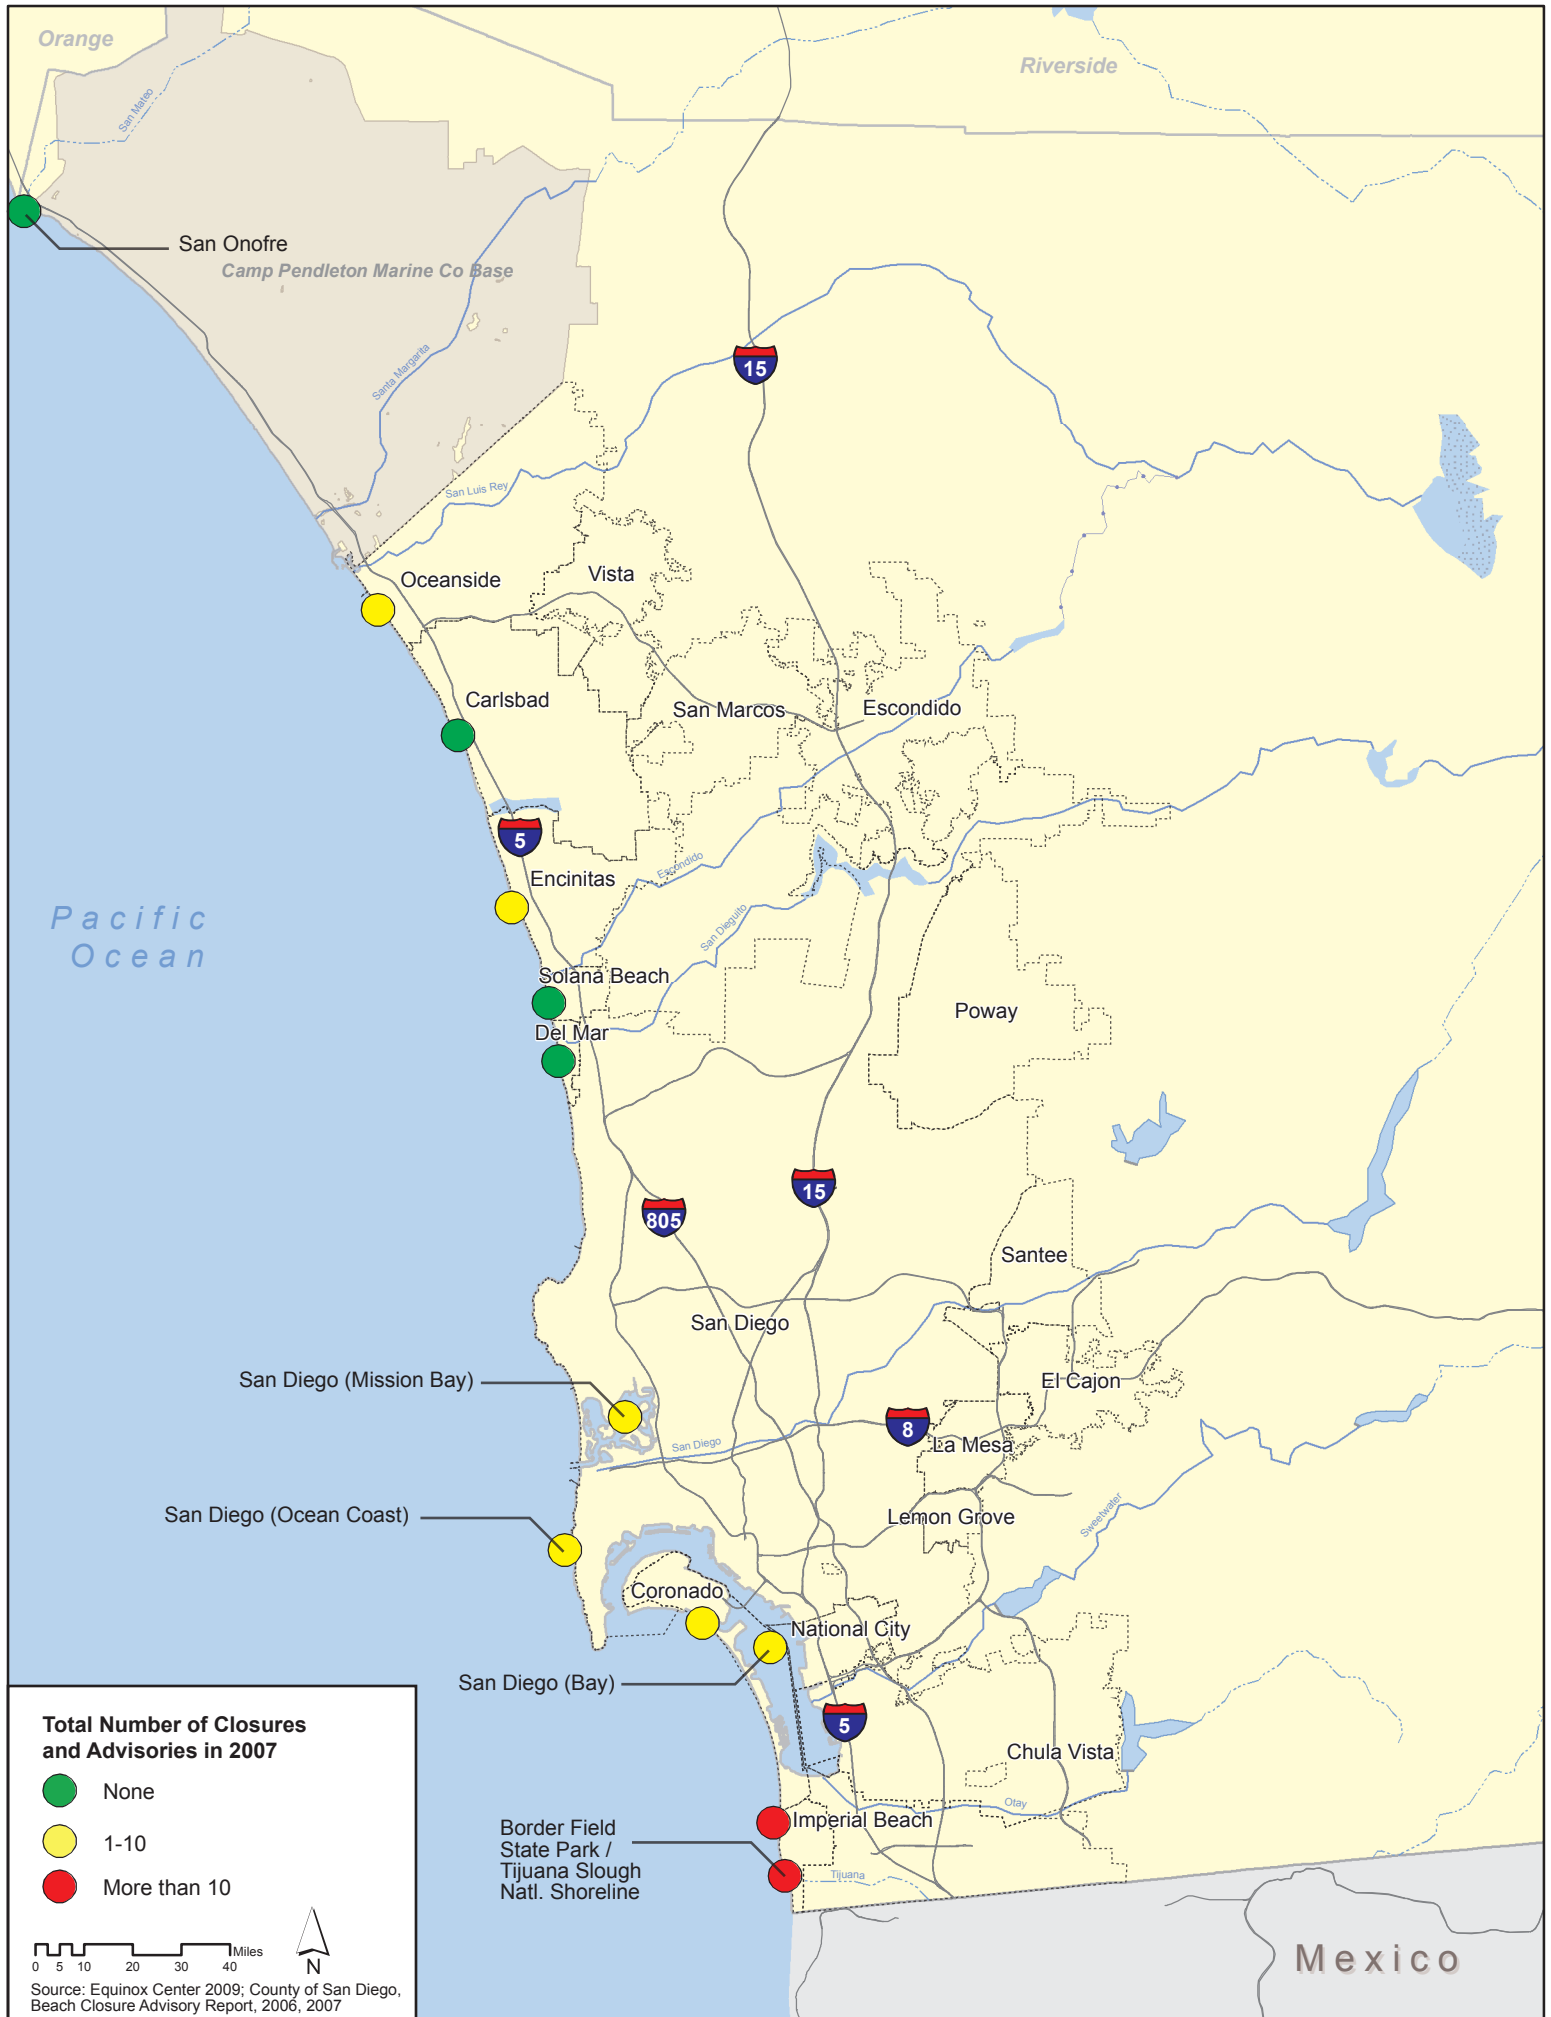 Orange
Riverside
San Mateo
San Onofre
Camp Pendleton Marine Co Base
15
Santa Margarita
San Luis Rey
Oceanside
Vista
Carlsbad
San Marcos
Escondido
5
Encinitas
Escondido
San Dieguito
Pacific
Ocean
Solana Beach
Poway
Del Mar
15
805
Santee
San Diego
San Diego (Mission Bay)
El Cajon
8
La Mesa
San Diego
San Diego (Ocean Coast)
Lemon Grove
Sweetwater
Coronado
National City
San Diego (Bay)
5
Chula Vista
Otay
Imperial Beach
Border Field
State Park /
Tijuana Slough
Natl. Shoreline
Tijuana
Mexico
Total Number of Closures
and Advisories in 2007
None
1-10
More than 10
Miles
0 5 10 20 30 40
N
Source: Equinox Center 2009; County of San Diego,
Beach Closure Advisory Report, 2006, 2007